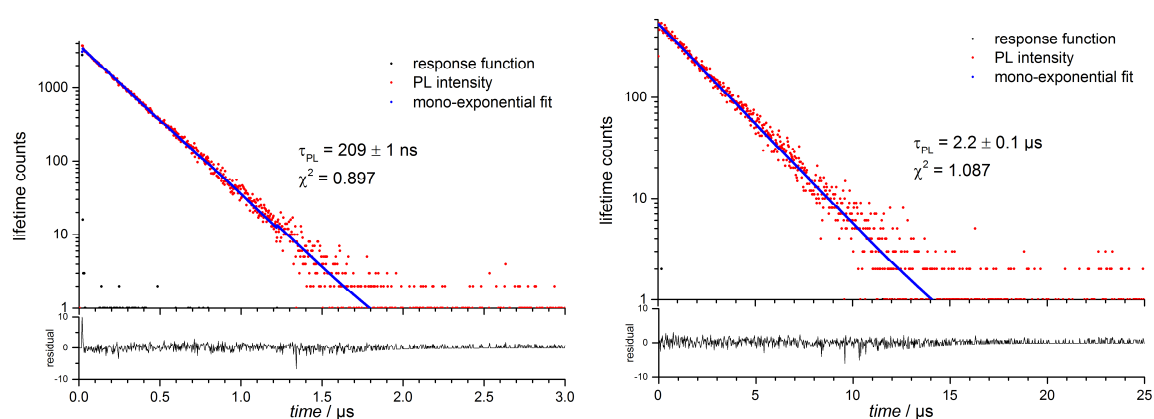 lifetime counts
1000
100
10
1
response function
PL intensity
mono-exponential fit
τPL = 209 ± 1 ns
χ2 = 0.897
residual
10
0
-10
0.0 0.5 1.0 1.5 2.0 2.5 3.0
time / µs
lifetime counts
100
10
1
response function
PL intensity
mono-exponential fit
τPL = 2.2 ± 0.1 µs
χ2 = 1.087
residual
10
0
-10
0 5 10 15 20 25
time / µs